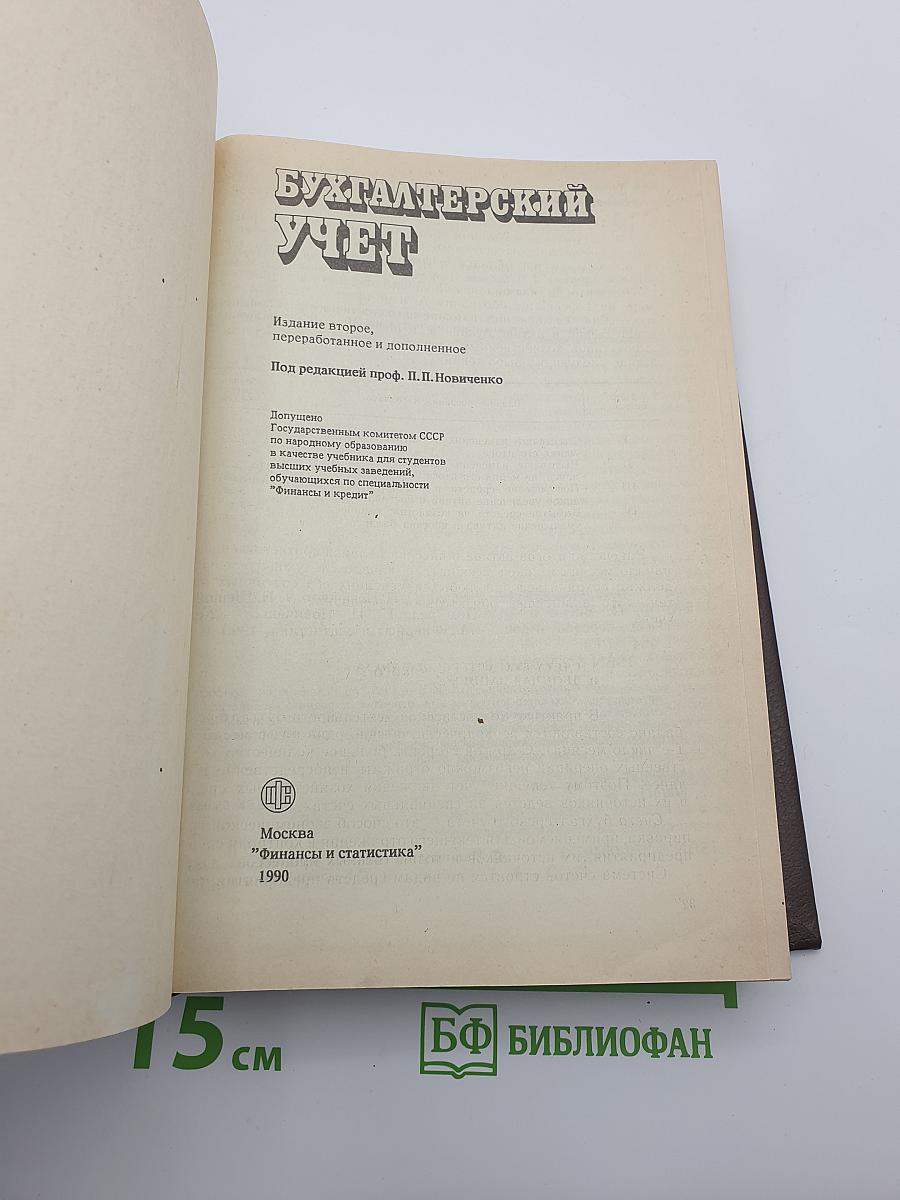 БУХГАЛТЕРСКИЙ
УЧЕТ
Издание второе,
переработанное и дополненное
Под редакцией проф. П.П.Новиченко
Допущено
Государственным комитетом СССР
по народному образованию
в качестве учебника для студентов
высших учебных заведений,
обучающихся по специальности
"Финансы и кредит"
Москва
"Финансы и статистика"
1990
15 см
БФ БИБЛИОФАН